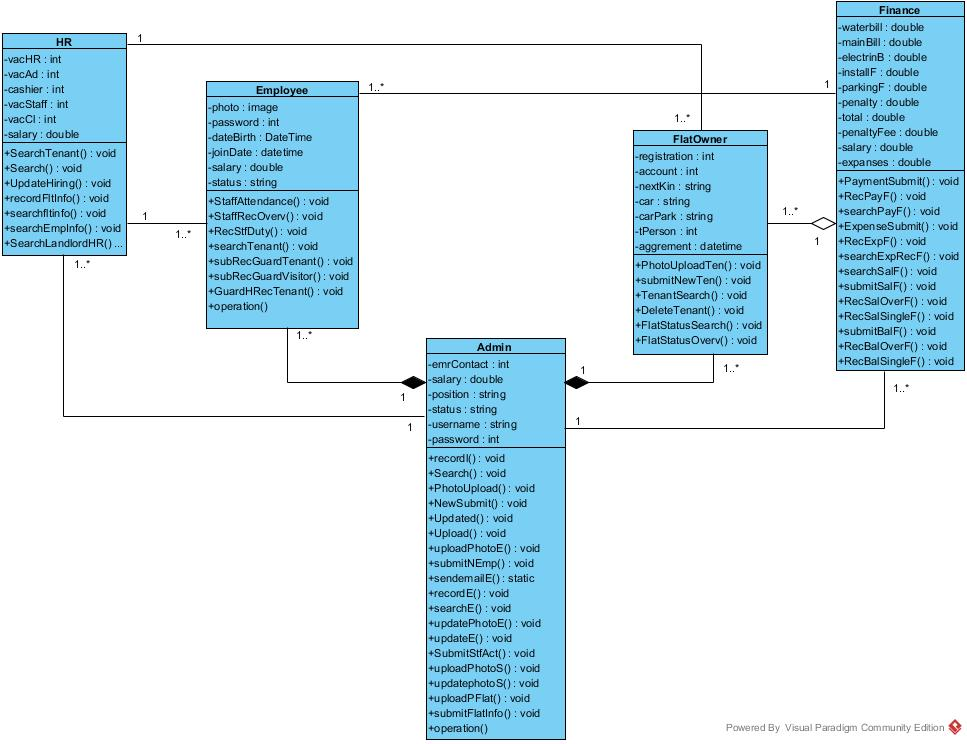 HR
-vacHR : int
-vacAd : int
-cashier : int
-vacStaff : int
-vacCl : int
-salary : double
+SearchTenant() : void
+Search() : void
+UpdateHiring() : void
+recordFltInfo() : void
+searchfltinfo() : void
+searchEmpInfo() : void
+SearchLandlordHR() ...
1
1..*
1
1..*
1..*
Employee
-photo : image
-password : int
-dateBirth : DateTime
-joinDate : datetime
-salary : double
-status : string
+StaffAttendance() : void
+StaffRecOverv() : void
+RecStfDuty() : void
+searchTenant() : void
+subRecGuardTenant() : void
+subRecGuardVisitor() : void
+GuardHRecTenant() : void
+operation()
1..*
1
1..*
1
FlatOwner
-registration : int
-account : int
-nextKin : string
-car : string
-carPark : string
-tPerson : int
-aggrement : datetime
+PhotoUploadTen() : void
+submitNewTen() : void
+TenantSearch() : void
+DeleteTenant() : void
+FlatStatusSearch() : void
+FlatStatusOverv() : void
1..*
1
1..*
1
Finance
-waterbill : double
-mainBill : double
-electrinB : double
-installF : double
-parkingF : double
-penalty : double
-total : double
-penaltyFee : double
-salary : double
-expanses : double
+PaymentSubmit() : void
+RecPayF() : void
+searchPayF() : void
+ExpenseSubmit() : void
+RecExpF() : void
+searchExpRecF() : void
+searchSalF() : void
+submitSalF() : void
+RecSalOverF() : void
+RecSalSingleF() : void
+submitBalF() : void
+RecBalOverF() : void
+RecBalSingleF() : void
1..*
1
1
Admin
-emrContact : int
-salary : double
-position : string
-status : string
-username : string
-password : int
+recordI() : void
+Search() : void
+PhotoUpload() : void
+NewSubmit() : void
+Updated() : void
+Upload() : void
+uploadPhotoE() : void
+submitNEmp() : void
+sendemailE() : static
+recordE() : void
+searchE() : void
+updatePhotoE() : void
+updateE() : void
+SubmitStfAct() : void
+uploadPhotoS() : void
+updatephotoS() : void
+uploadPFlat() : void
+submitFlatInfo() : void
+operation()
Powered By Visual Paradigm Community Edition